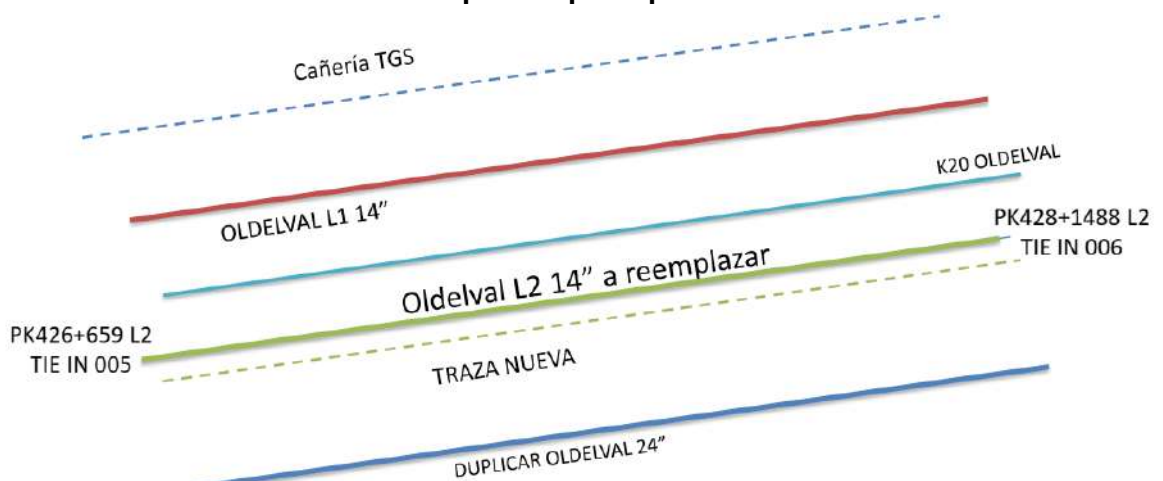 Cañería TGS
OLDELVAL L1 14”
K20 OLDELVAL
PK428+1488 L2
TIE IN 006
Oldelval L2 14” a reemplazar
PK426+659 L2
TIE IN 005
TRAZA NUEVA
DUPLICAR OLDELVAL 24”